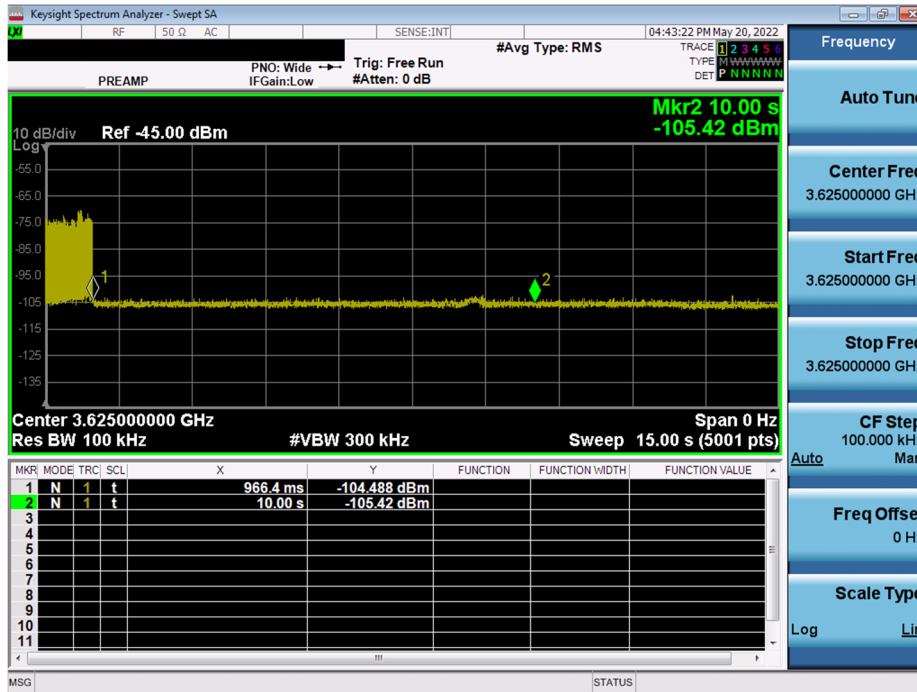 Keysight Spectrum Analyzer - Swept SA
LXI RF 50 Ω AC SENSE:INT 04:43:22 PM May 20, 2022
#Avg Type: RMS TRACE 1 2 3 4 5 6
PNO: Wide Trig: Free Run TYPE M WWWWW
PREAMP IFGain:Low #Atten: 0 dB DET P N N N N N
Mkr2 10.00 s
10 dB/div Ref -45.00 dBm -105.42 dBm
Log
-55.0
-65.0
-75.0
-85.0
-95.0
-105
-115
-125
-135
1
2
Center 3.625000000 GHz Span 0 Hz
Res BW 100 kHz #VBW 300 kHz Sweep 15.00 s (5001 pts)
MKR MODE TRC SCL X Y FUNCTION FUNCTION WIDTH FUNCTION VALUE
1 N 1 t 966.4 ms -104.488 dBm
2 N 1 t 10.00 s -105.42 dBm
3
4
5
6
7
8
9
10
11
MSG STATUS
Frequency
Auto Tun
Center Fre
3.625000000 GH
Start Fre
3.625000000 GH
Stop Fre
3.625000000 GH
CF Step
100.000 kH
Auto Ma
Freq Offse
0 H
Scale Type
Log Li